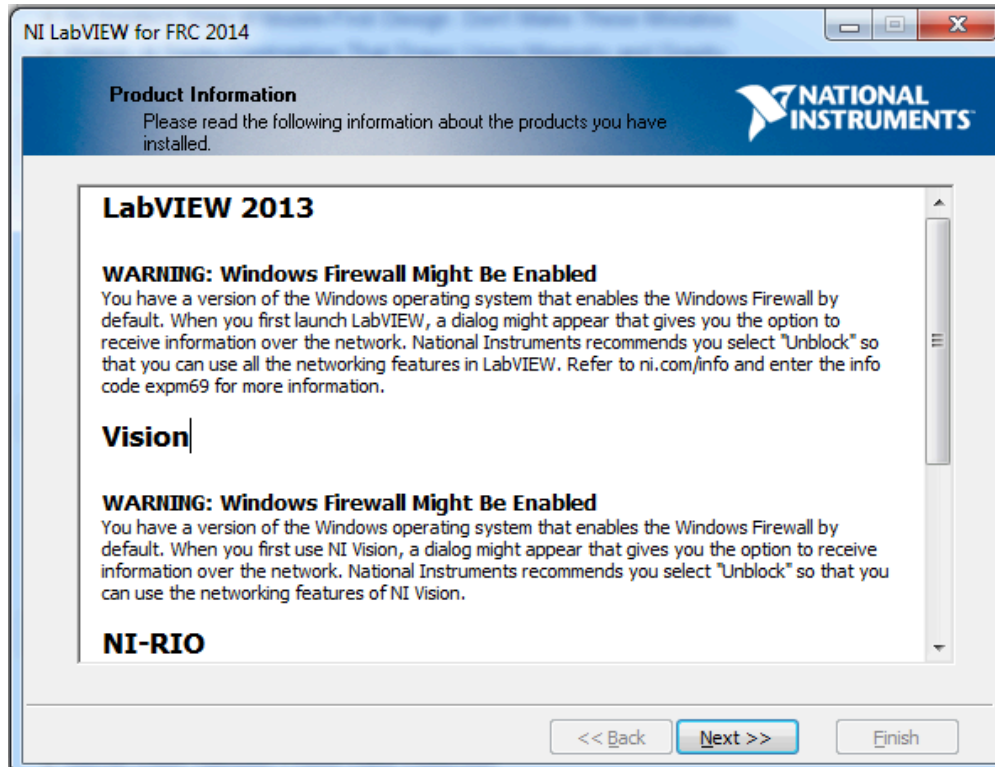 NI LabVIEW for FRC 2014
Product Information
Please read the following information about the products you have
installed.
NATIONAL
INSTRUMENTS
LabVIEW 2013
WARNING: Windows Firewall Might Be Enabled
You have a version of the Windows operating system that enables the Windows Firewall by
default. When you first launch LabVIEW, a dialog might appear that gives you the option to
receive information over the network. National Instruments recommends you select "Unblock" so
that you can use all the networking features in LabVIEW. Refer to ni.com/info and enter the info
code expm69 for more information.
Vision
WARNING: Windows Firewall Might Be Enabled
You have a version of the Windows operating system that enables the Windows Firewall by
default. When you first use NI Vision, a dialog might appear that gives you the option to receive
information over the network. National Instruments recommends you select "Unblock" so that you
can use the networking features of NI Vision.
NI-RIO
<< Back Next >> Finish